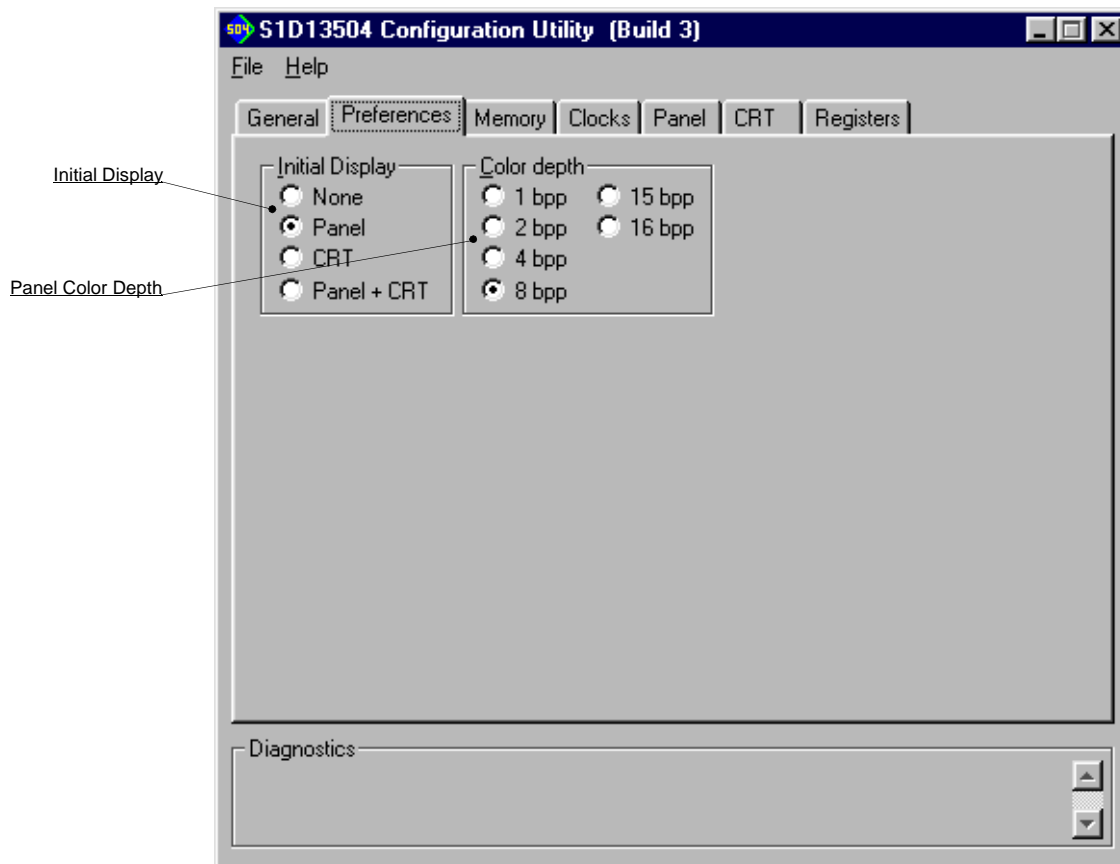 504 S1D13504 Configuration Utility (Build 3)
File Help
General Preferences Memory Clocks Panel CRT Registers
Initial Display
Initial Display
None
Panel
CRT
Panel + CRT
Color depth
1 bpp 15 bpp
2 bpp 16 bpp
4 bpp
8 bpp
Panel Color Depth
Diagnostics